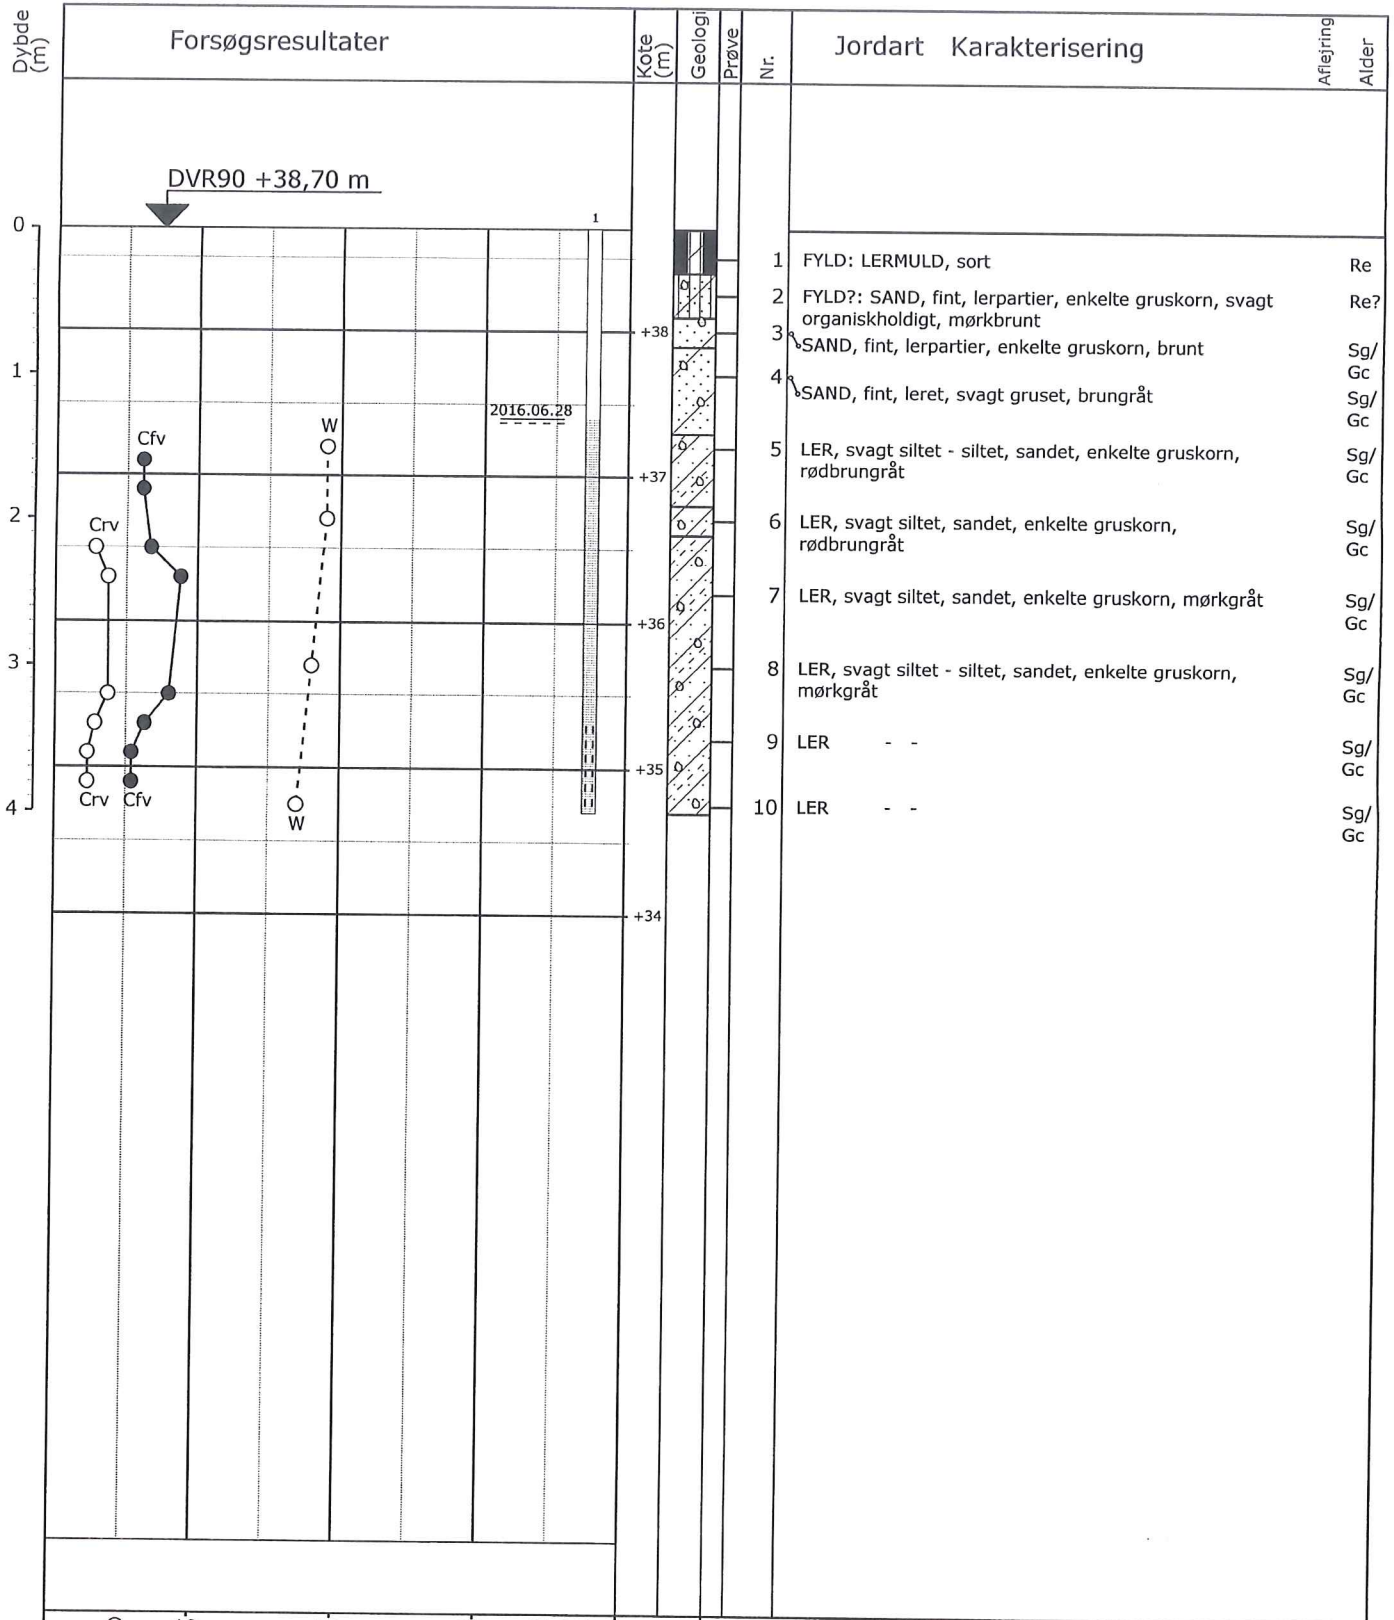 Dybde
(m)
Forsøgsresultater
Kote
(m)
Geologi
Prøve
Nr.
Jordart Karakterisering
Aflejring
Alder
DVR90 +38,70 m
0
1
1 FYLD: LERMULD, sort Re
2 FYLD?: SAND, fint, lerpartier, enkelte gruskorn, svagt Re?
organiskholdigt, mørkbrunt
+38
3
SAND, fint, lerpartier, enkelte gruskorn, brunt Sg/
Gc
1
4
SAND, fint, leret, svagt gruset, brungråt Sg/
Gc
2016.06.28
W
Cfv
5 LER, svagt siltet - siltet, sandet, enkelte gruskorn, Sg/
rødbrungråt Gc
+37
2
Crv
6 LER, svagt siltet, sandet, enkelte gruskorn, Sg/
rødbrungråt Gc
7 LER, svagt siltet, sandet, enkelte gruskorn, mørkgråt Sg/
Gc
+36
3
8 LER, svagt siltet - siltet, sandet, enkelte gruskorn, Sg/
mørkgråt Gc
9 LER - - Sg/
Gc
+35
Crv Cfv
4
W
10 LER - - Sg/
Gc
+34